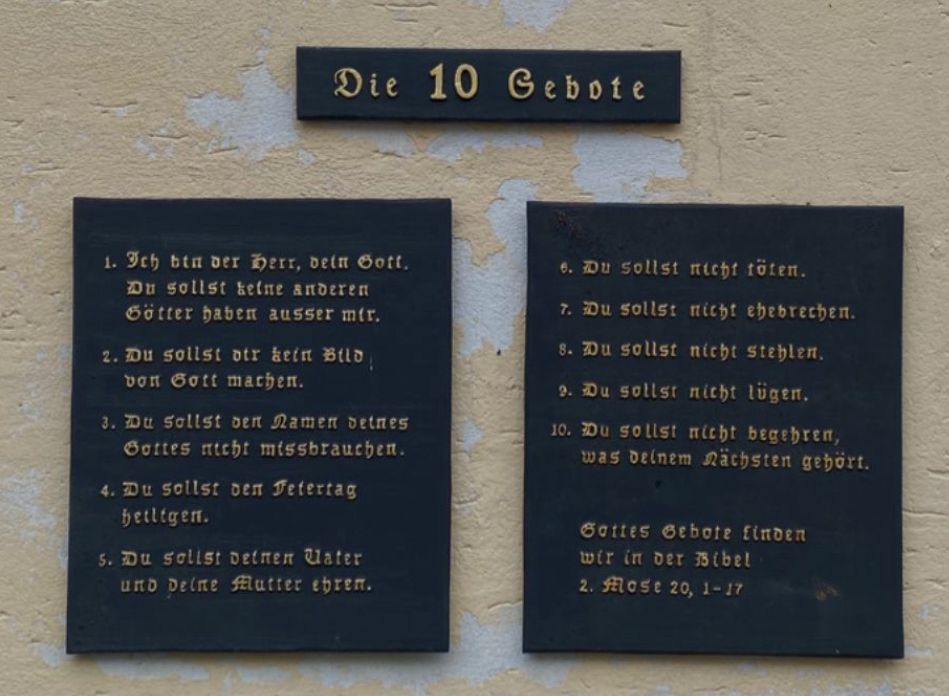 Die 10 Gebote
1. Ich bin der Herr, dein Gott.
Du sollst keine anderen
Götter haben ausser mir.
2. Du sollst dir kein Bild
von Gott machen.
3. Du sollst den Namen deines
Gottes nicht missbrauchen.
4. Du sollst den Feiertag
heiligen.
5. Du sollst deinen Vater
und deine Mutter ehren.
6. Du sollst nicht töten.
7. Du sollst nicht ehebrechen.
8. Du sollst nicht stehlen.
9. Du sollst nicht lügen.
10. Du sollst nicht begehren,
was deinem Nächsten gehört.
Gottes Gebote finden
wir in der Bibel
2. Mose 20, 1-17